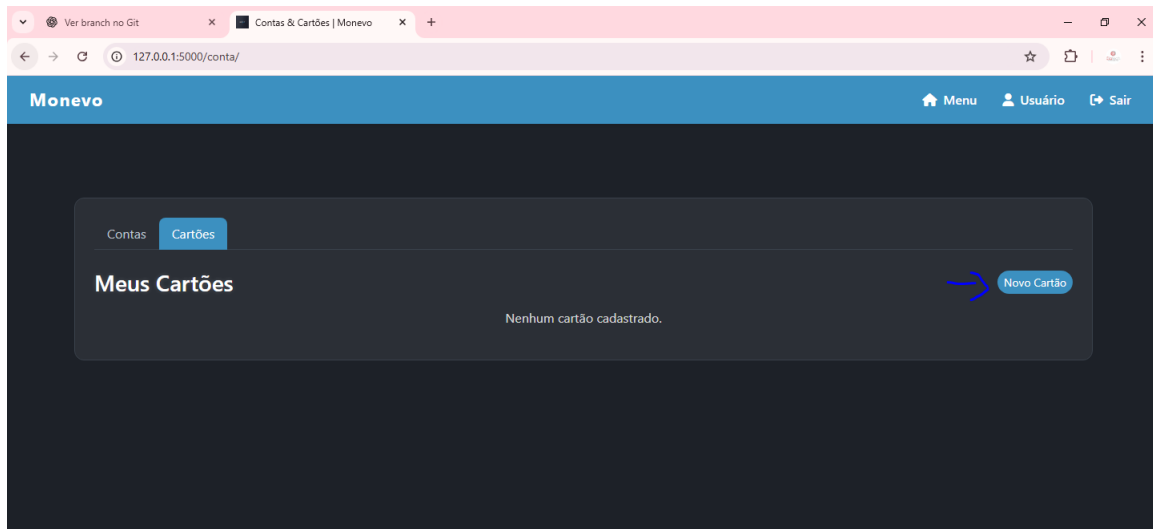 Ver branch no Git
Contas & Cartões | Monevo
127.0.0.1:5000/conta/
Monevo
Menu
Usuário
Sair
Contas
Cartões
Meus Cartões
Novo Cartão
Nenhum cartão cadastrado.